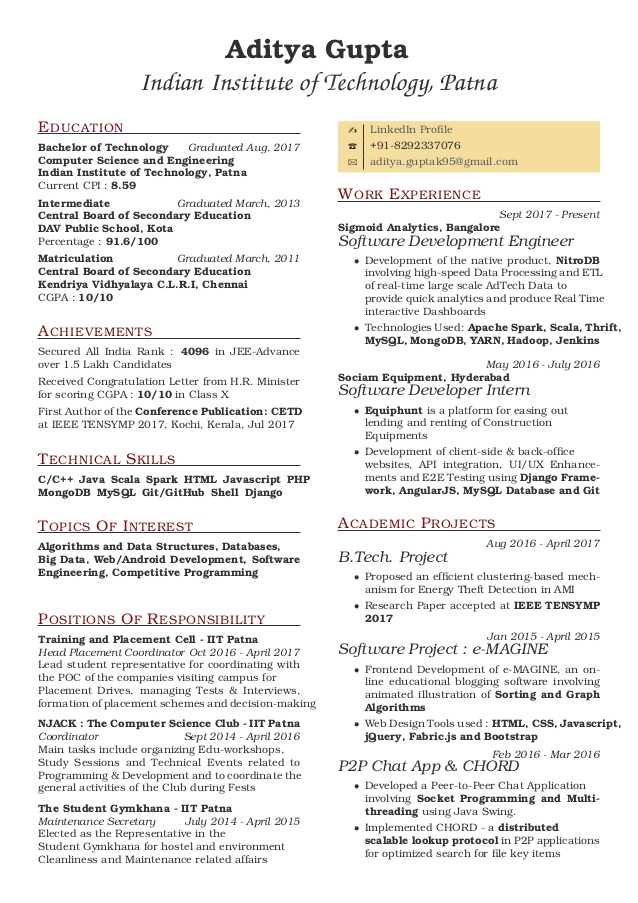 Aditya Gupta
Indian Institute of Technology, Patna
EDUCATION
Bachelor of Technology Graduated Aug, 2017
Computer Science and Engineering
Indian Institute of Technology, Patna
Current CPI : 8.59
Intermediate Graduated March, 2013
Central Board of Secondary Education
DAV Public School, Kota
Percentage : 91.6/100
Matriculation Graduated March, 2011
Central Board of Secondary Education
Kendriya Vidhyalaya C.L.R.I, Chennai
CGPA : 10/10
ACHIEVEMENTS
Secured All India Rank : 4096 in JEE-Advance
over 1.5 Lakh Candidates
Received Congratulation Letter from H.R. Minister
for scoring CGPA : 10/10 in Class X
First Author of the Conference Publication: CETD
at IEEE TENSYMP 2017, Kochi, Kerala, Jul 2017
TECHNICAL SKILLS
C/C++ Java Scala Spark HTML Javascript PHP
MongoDB MySQL Git/GitHub Shell Django
TOPICS OF INTEREST
Algorithms and Data Structures, Databases,
Big Data, Web/Android Development, Software
Engineering, Competitive Programming
POSITIONS OF RESPONSIBILITY
Training and Placement Cell - IIT Patna
Head Placement Coordinator Oct 2016 - April 2017
Lead student representative for coordinating with
the POC of the companies visiting campus for
Placement Drives, managing Tests & Interviews,
formation of placement schemes and decision-making
NJACK : The Computer Science Club - IIT Patna
Coordinator Sept 2014 - April 2016
Main tasks include organizing Edu-workshops,
Study Sessions and Technical Events related to
Programming & Development and to coordinate the
general activities of the Club during Fests
The Student Gymkhana - IIT Patna
Maintenance Secretary July 2014 - April 2015
Elected as the Representative in the
Student Gymkhana for hostel and environment
Cleanliness and Maintenance related affairs
LinkedIn Profile
+91-8292337076
aditya.guptak95@gmail.com
WORK EXPERIENCE
Sept 2017 - Present
Sigmoid Analytics, Bangalore
Software Development Engineer
• Development of the native product, NitroDB
involving high-speed Data Processing and ETL
of real-time large scale AdTech Data to
provide quick analytics and produce Real Time
interactive Dashboards
• Technologies Used: Apache Spark, Scala, Thrift,
MySQL, MongoDB, YARN, Hadoop, Jenkins
May 2016 - July 2016
Sociam Equipment, Hyderabad
Software Developer Intern
• Equiphunt is a platform for easing out
lending and renting of Construction
Equipments
• Development of client-side & back-office
websites, API integration, UI/UX Enhance-
ments and E2E Testing using Django Frame-
work, AngularJS, MySQL Database and Git
ACADEMIC PROJECTS
Aug 2016 - April 2017
B.Tech. Project
• Proposed an efficient clustering-based mech-
anism for Energy Theft Detection in AMI
• Research Paper accepted at IEEE TENSYMP
2017
Jan 2015 - April 2015
Software Project : e-MAGINE
• Frontend Development of e-MAGINE, an on-
line educational blogging software involving
animated illustration of Sorting and Graph
Algorithms
• Web Design Tools used : HTML, CSS, Javascript,
jQuery, Fabric.js and Bootstrap
Feb 2016 - Mar 2016
P2P Chat App & CHORD
• Developed a Peer-to-Peer Chat Application
involving Socket Programming and Multi-
threading using Java Swing.
• Implemented CHORD - a distributed
scalable lookup protocol in P2P applications
for optimized search for file key items